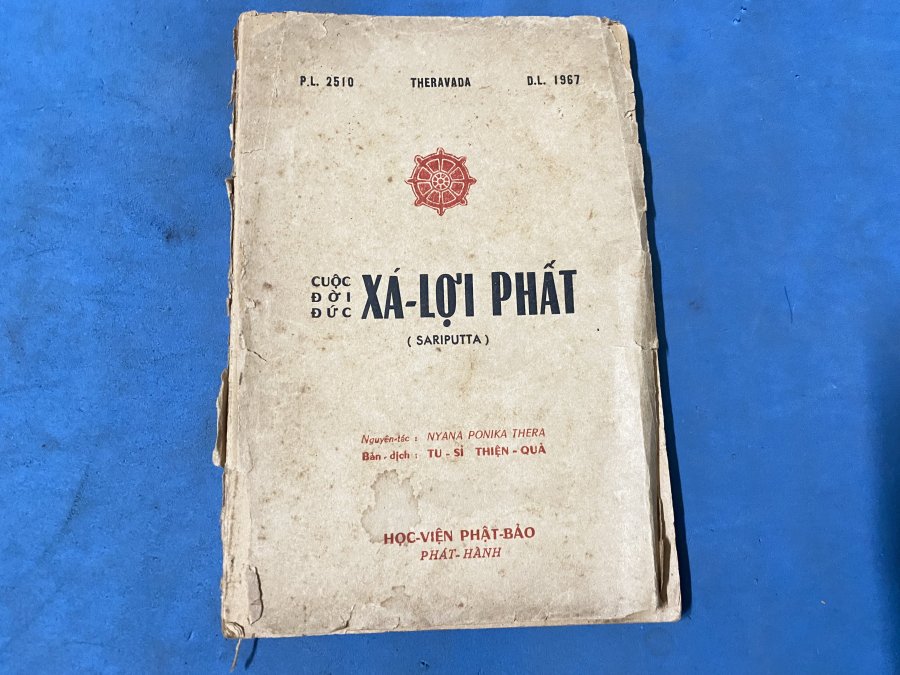 P.L. 2510 THERAVADA D.L. 1967
CUỘC
ĐỜI
ĐỨC
XÁ-LỢI PHẤT
( SARIPUTTA )
Nguyên-tác : NYANA PONIKA THERA
Bản - dịch : TU - SĨ THIỆN - QUẢ
HỌC-VIỆN PHẬT-BẢO
PHÁT-HÀNH